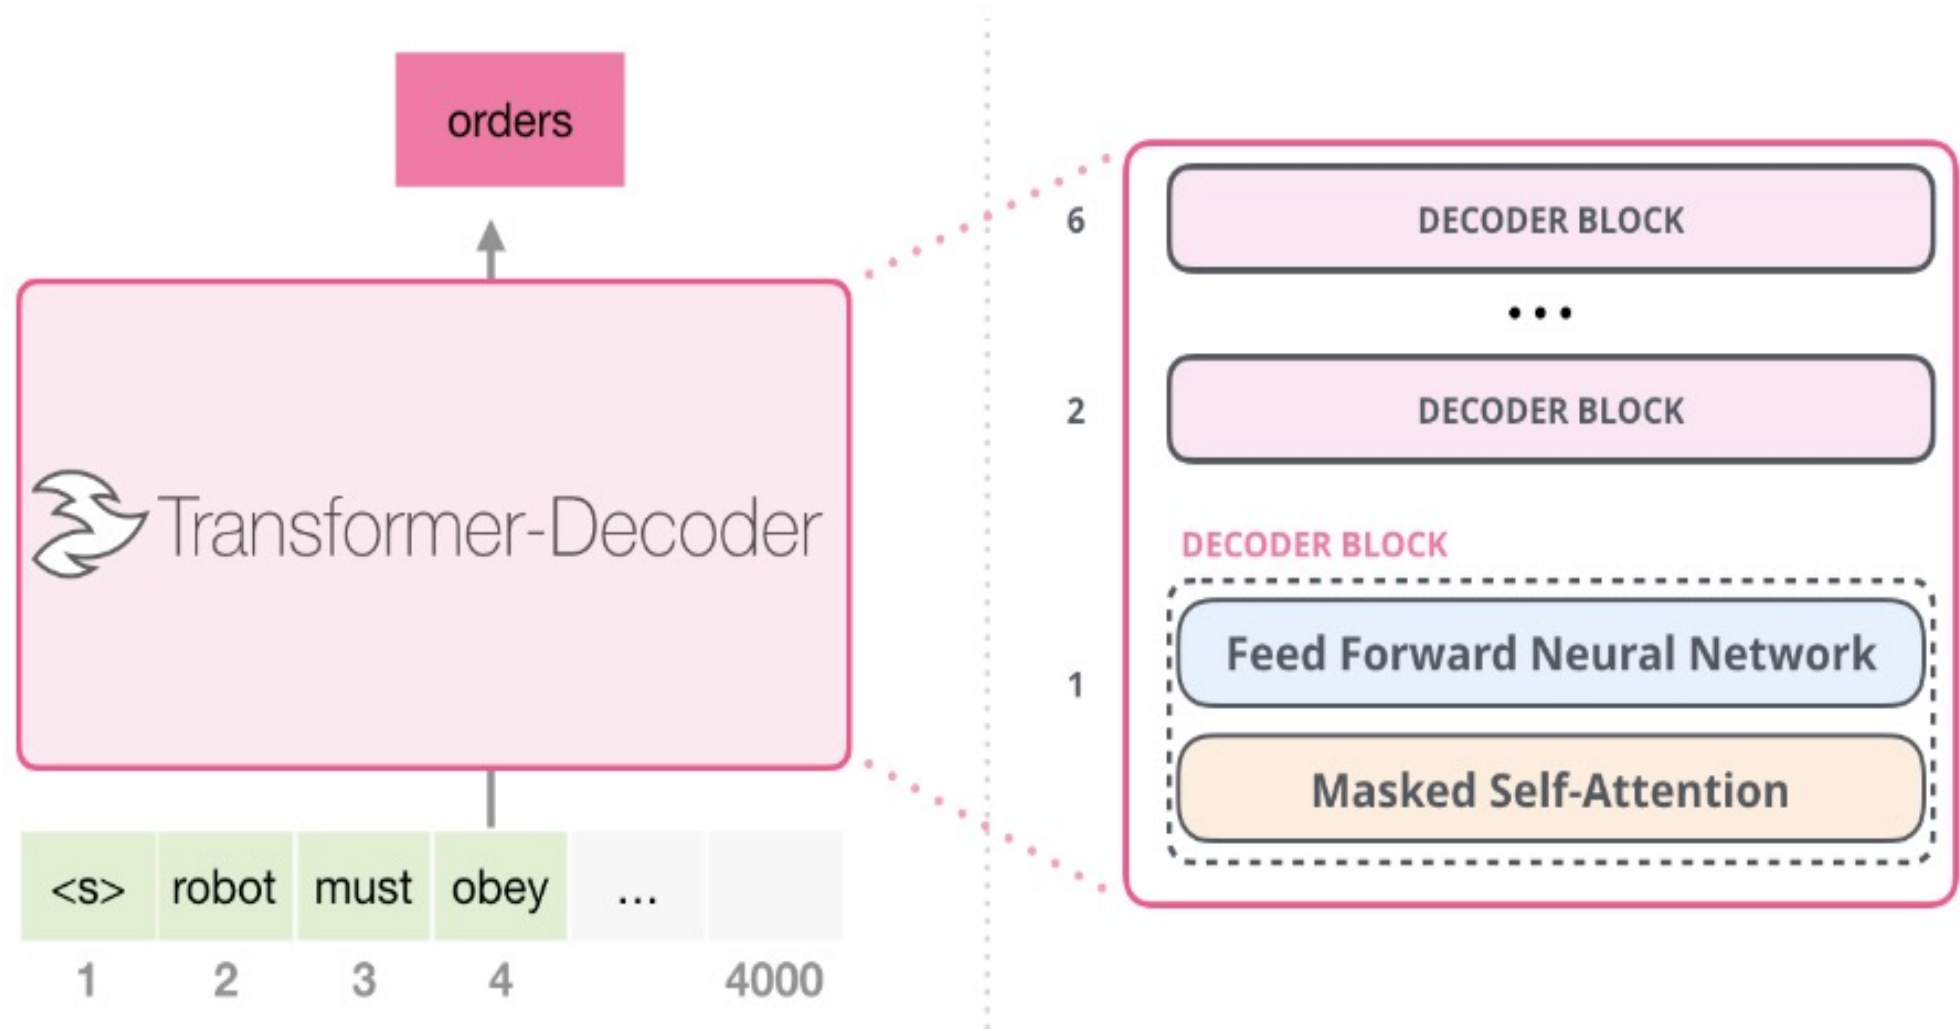 orders
Transformer-Decoder
<s> robot must obey ...
1 2 3 4 4000
6 DECODER BLOCK
...
2 DECODER BLOCK
DECODER BLOCK
Feed Forward Neural Network
1
Masked Self-Attention